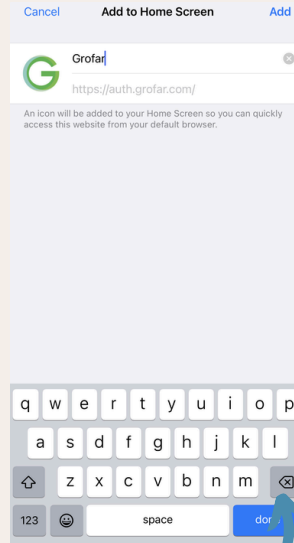 Cancel Add to Home Screen Add
Grofar
https://auth.grofar.com/
An icon will be added to your Home Screen so you can quickly
access this website from your default browser.
q w e r t y u i o p
a s d f g h j k l
z x c v b n m
123 space done